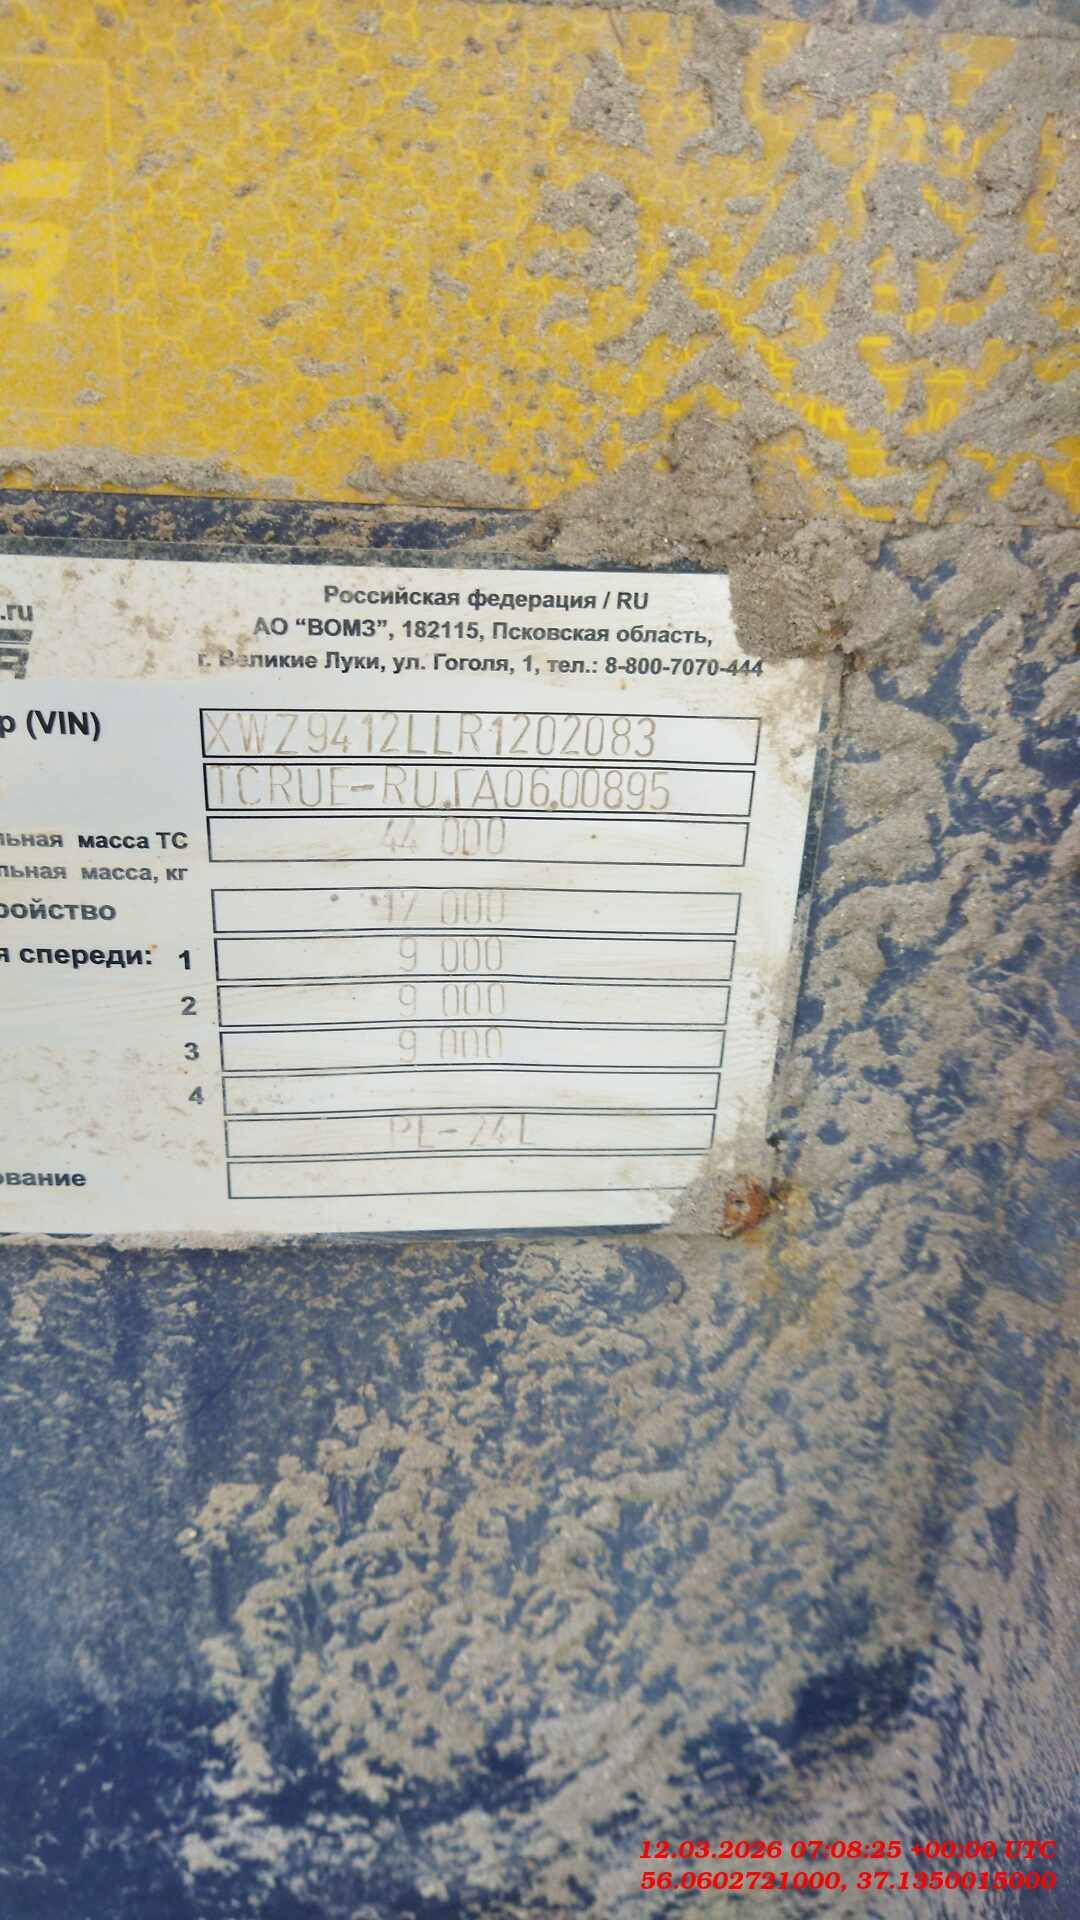 .ru
Российская федерация / RU
АО “ВОМЗ”, 182115, Псковская область,
г. Великие Луки, ул. Гоголя, 1, тел.: 8-800-7070-444
р (VIN)
XWZ9412LLR1202083
TCRUE-RU.ГА06.00895
льная масса ТС
44 000
льная масса, кг
ройство
17 000
я спереди: 1
9 000
2
9 000
3
9 000
4
PL-24L
ование
12.03.2026 07:08:25 +00:00 UTC
56.0602721000, 37.1350015000